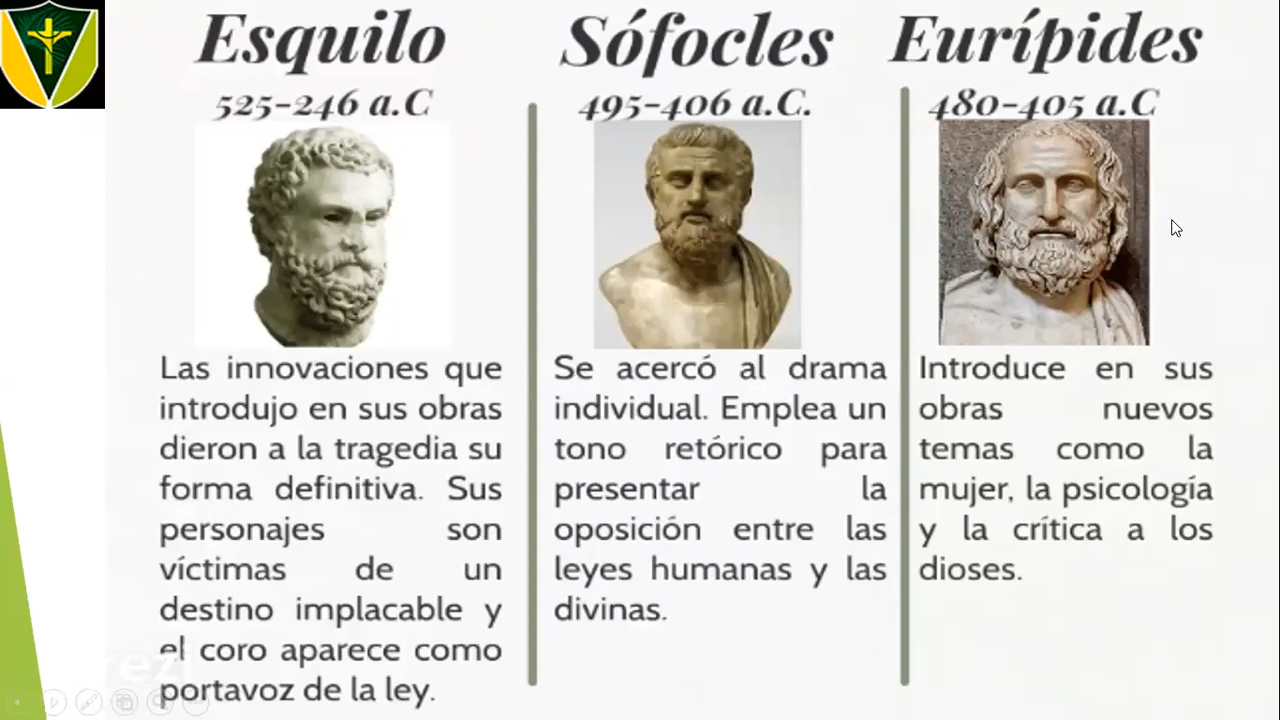 Esquilo
525-246 a.C
Las innovaciones que
introdujo en sus obras
dieron a la tragedia su
forma definitiva. Sus
personajes son
víctimas de un
destino implacable y
el coro aparece como
portavoz de la ley.
Sófocles
495-406 a.C.
Se acercó al drama
individual. Emplea un
tono retórico para
presentar la
oposición entre las
leyes humanas y las
divinas.
Eurípides
480-405 a.C
Introduce en sus
obras nuevos
temas como la
mujer, la psicología
y la crítica a los
dioses.